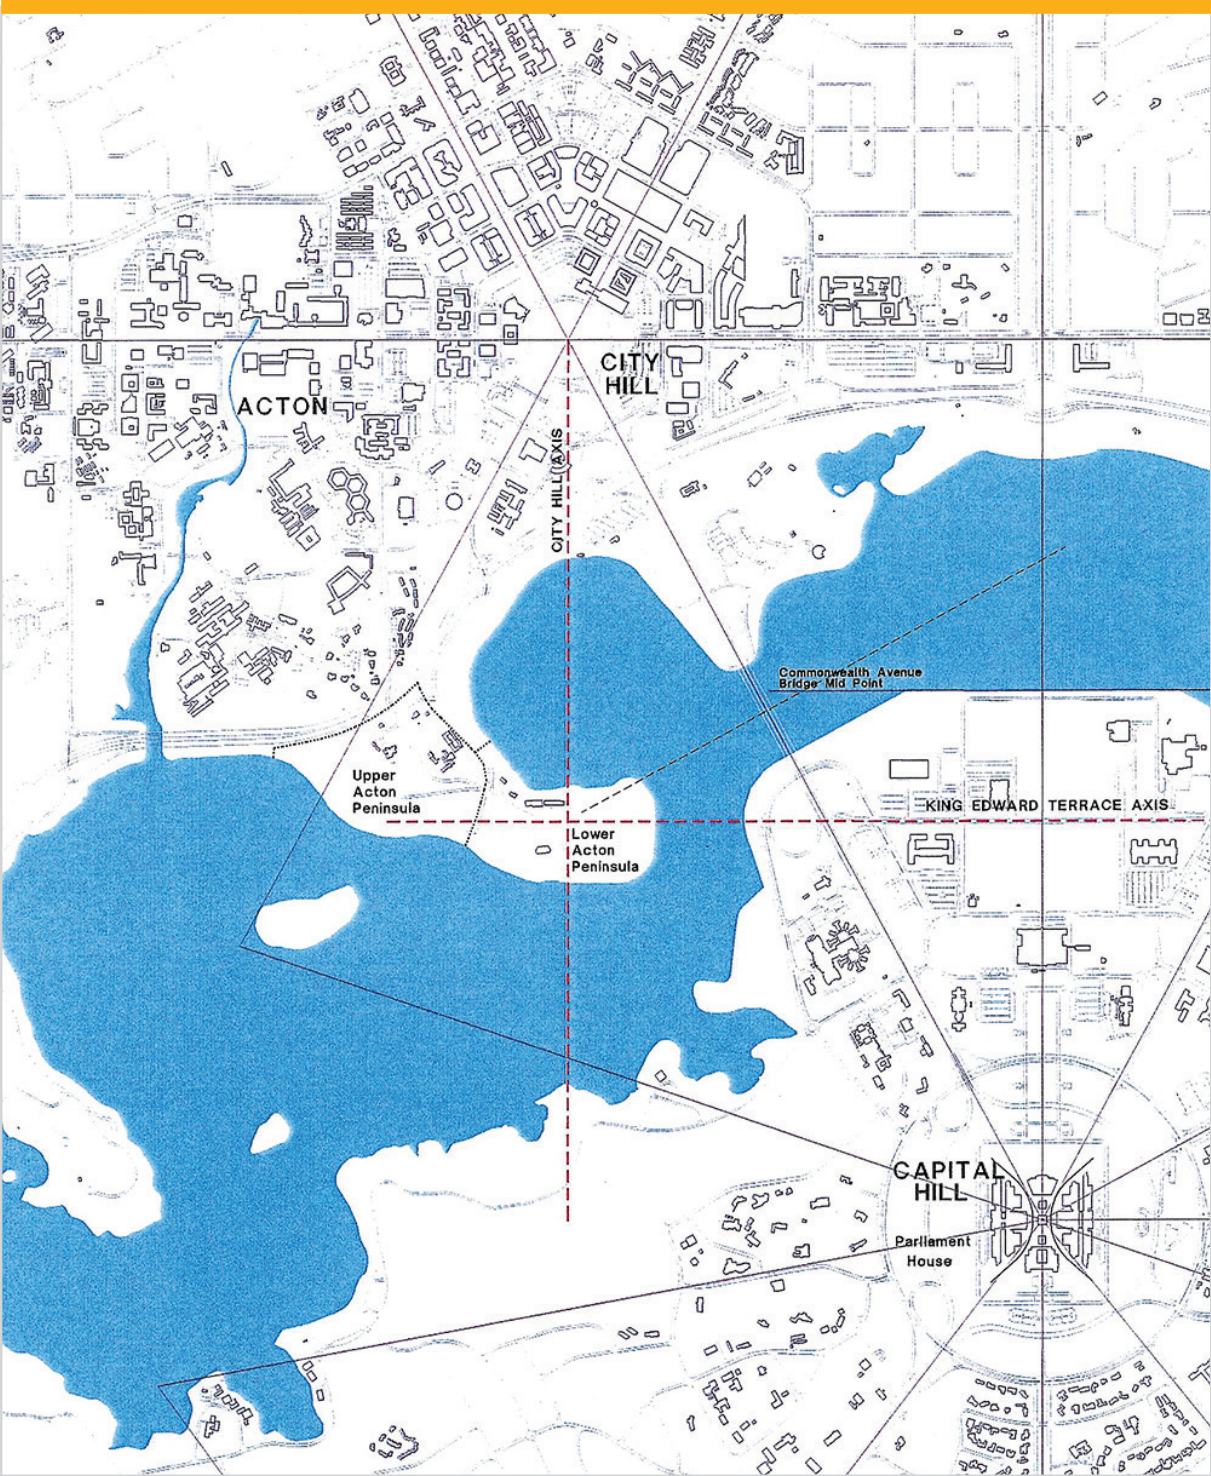 CITY
HILL
ACTON
CITY HILL AXIS
Commonwealth Avenue
Bridge Mid Point
Upper
Acton
Peninsula
KING EDWARD TERRACE AXIS
Lower
Acton
Peninsula
CAPITAL
HILL
Parliament
House